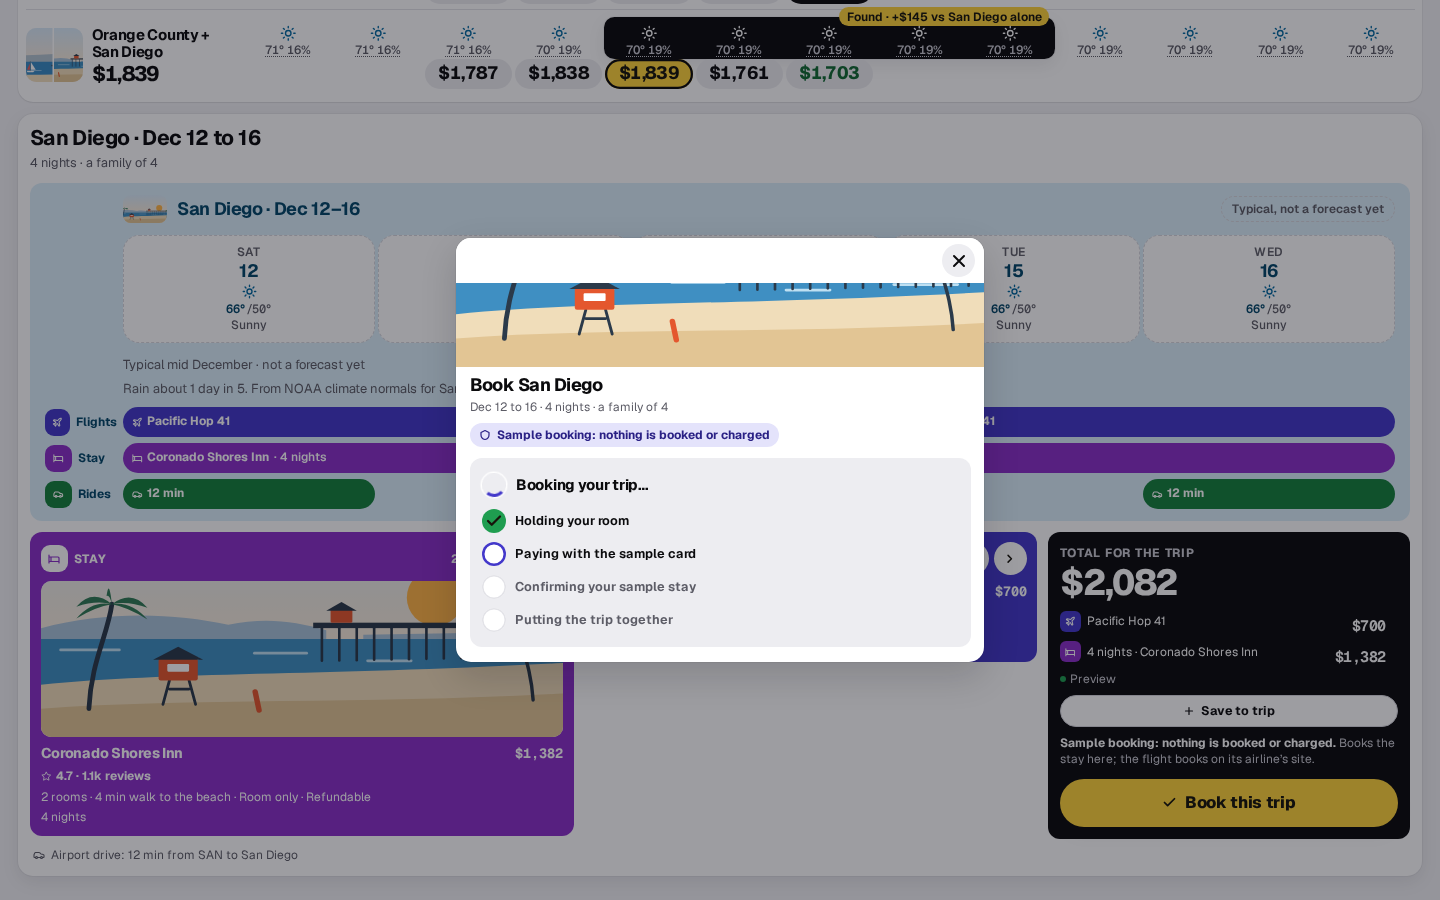 Found · +$145 vs San Diego alone
Orange County +
San Diego
$1,839
71° 16%
71° 16%
71° 16%
70° 19%
70° 19%
70° 19%
70° 19%
70° 19%
70° 19%
70° 19%
70° 19%
70° 19%
70° 19%
$1,787
$1,838
$1,839
$1,761
$1,703
San Diego · Dec 12 to 16
4 nights · a family of 4
San Diego · Dec 12–16
Typical, not a forecast yet
SAT
12
66° /50°
Sunny
TUE
15
66° /50°
Sunny
WED
16
66° /50°
Sunny
Typical mid December · not a forecast yet
Rain about 1 day in 5. From NOAA climate normals for
Flights
Pacific Hop 41
41
Stay
Coronado Shores Inn · 4 nights
Rides
12 min
12 min
Book San Diego
Dec 12 to 16 · 4 nights · a family of 4
Sample booking: nothing is booked or charged
Booking your trip…
Holding your room
Paying with the sample card
Confirming your sample stay
Putting the trip together
STAY
$700
Coronado Shores Inn
$1,382
4.7 · 1.1k reviews
2 rooms · 4 min walk to the beach · Room only · Refundable
4 nights
TOTAL FOR THE TRIP
$2,082
Pacific Hop 41
$700
4 nights · Coronado Shores Inn
$1,382
Preview
Save to trip
Sample booking: nothing is booked or charged. Books the
stay here; the flight books on its airline's site.
Book this trip
Airport drive: 12 min from SAN to San Diego